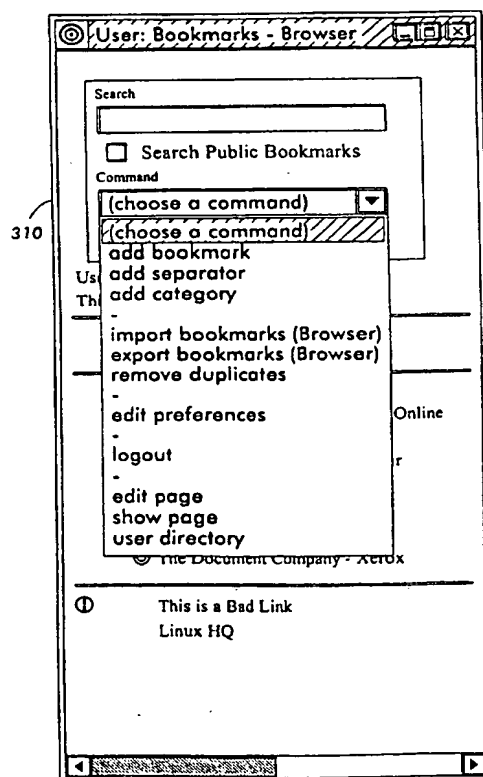 User: Bookmarks - Browser
Search
Search Public Bookmarks
Command
(choose a command)
310
(choose a command)
add bookmark
add separator
add category
-
import bookmarks (Browser)
export bookmarks (Browser)
remove duplicates
-
edit preferences
Online
-
logout
-
edit page
show page
user directory
The Document Company - Xerox
This is a Bad Link
Linux HQ